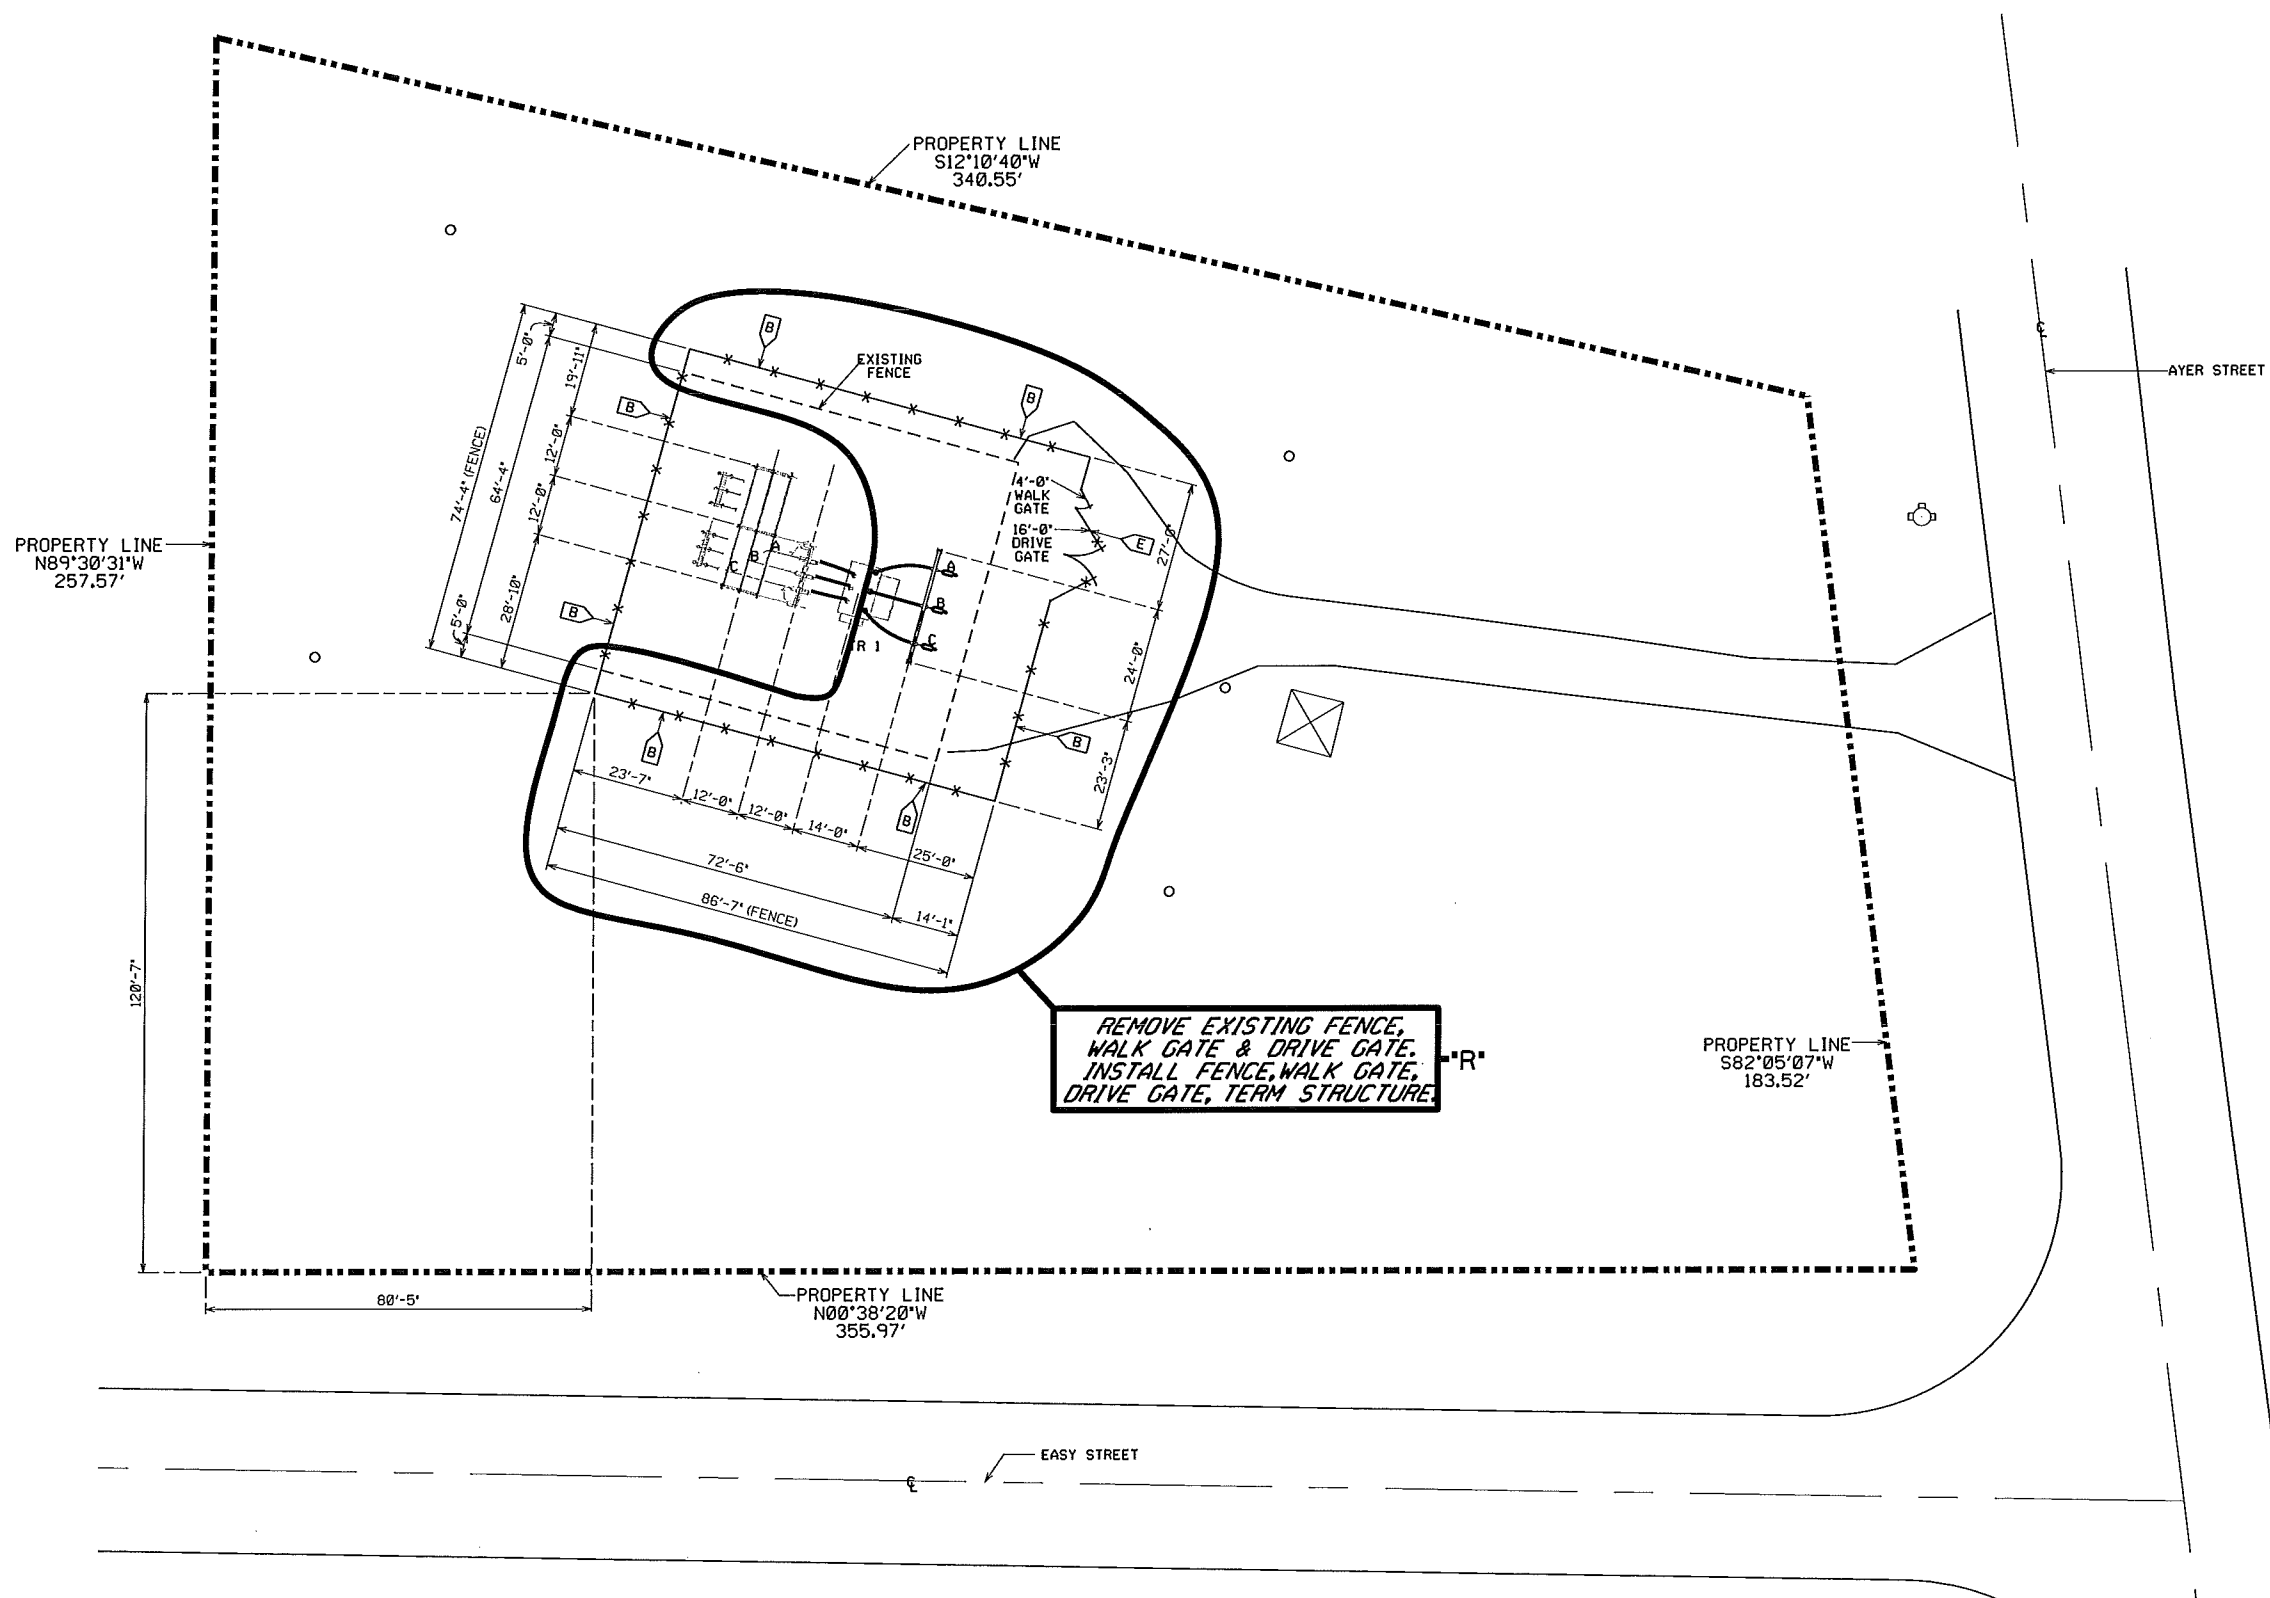 PROPERTY LINE
S12°10'40"W
340.55'
AYER STREET
EXISTING
FENCE
B
B
B
B
B
B
B
E
4'-0"
WALK
GATE
16'-0"
DRIVE
GATE
5'-0"
19'-11"
12'-0"
12'-0"
28'-10"
74'-4" (FENCE)
64'-4"
5'-0"
A
B
C
A
B
C
R 1
27'-6"
24'-0"
23'-3"
PROPERTY LINE
N89°30'31"W
257.57'
23'-7"
12'-0"
12'-0"
14'-0"
25'-0"
72'-6"
14'-1"
86'-7" (FENCE)
120'-7"
REMOVE EXISTING FENCE,
WALK GATE & DRIVE GATE.
INSTALL FENCE, WALK GATE,
DRIVE GATE, TERM STRUCTURE.
"R"
PROPERTY LINE
S82°05'07"W
183.52'
80'-5"
PROPERTY LINE
N00°38'20"W
355.97'
EASY STREET